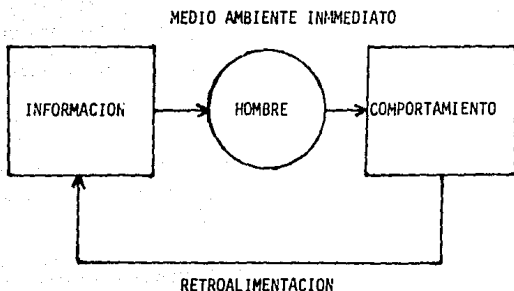 MEDIO AMBIENTE INMMEDIATO
INFORMACION
HOMBRE
COMPORTAMIENTO
RETROALIMENTACION